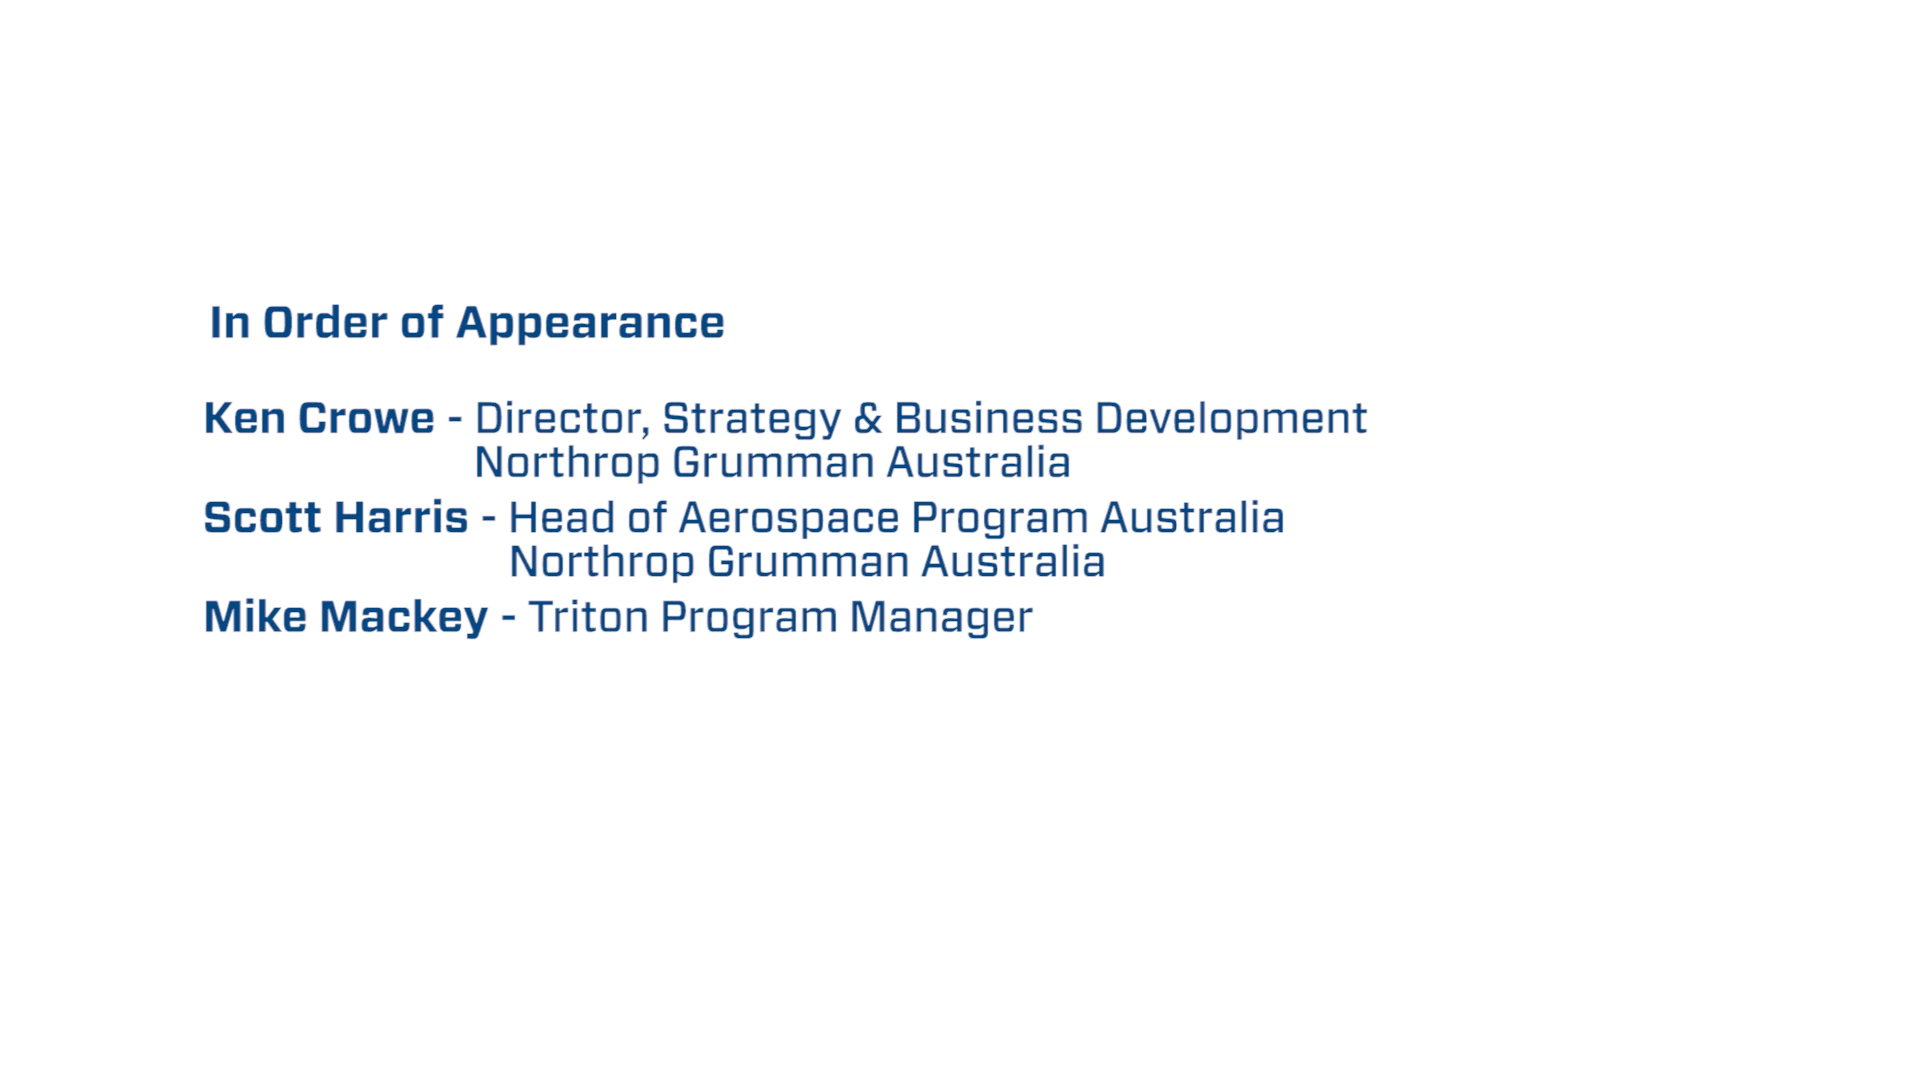 In Order of Appearance
Ken Crowe - Director, Strategy & Business Development
Northrop Grumman Australia
Scott Harris - Head of Aerospace Program Australia
Northrop Grumman Australia
Mike Mackey - Triton Program Manager